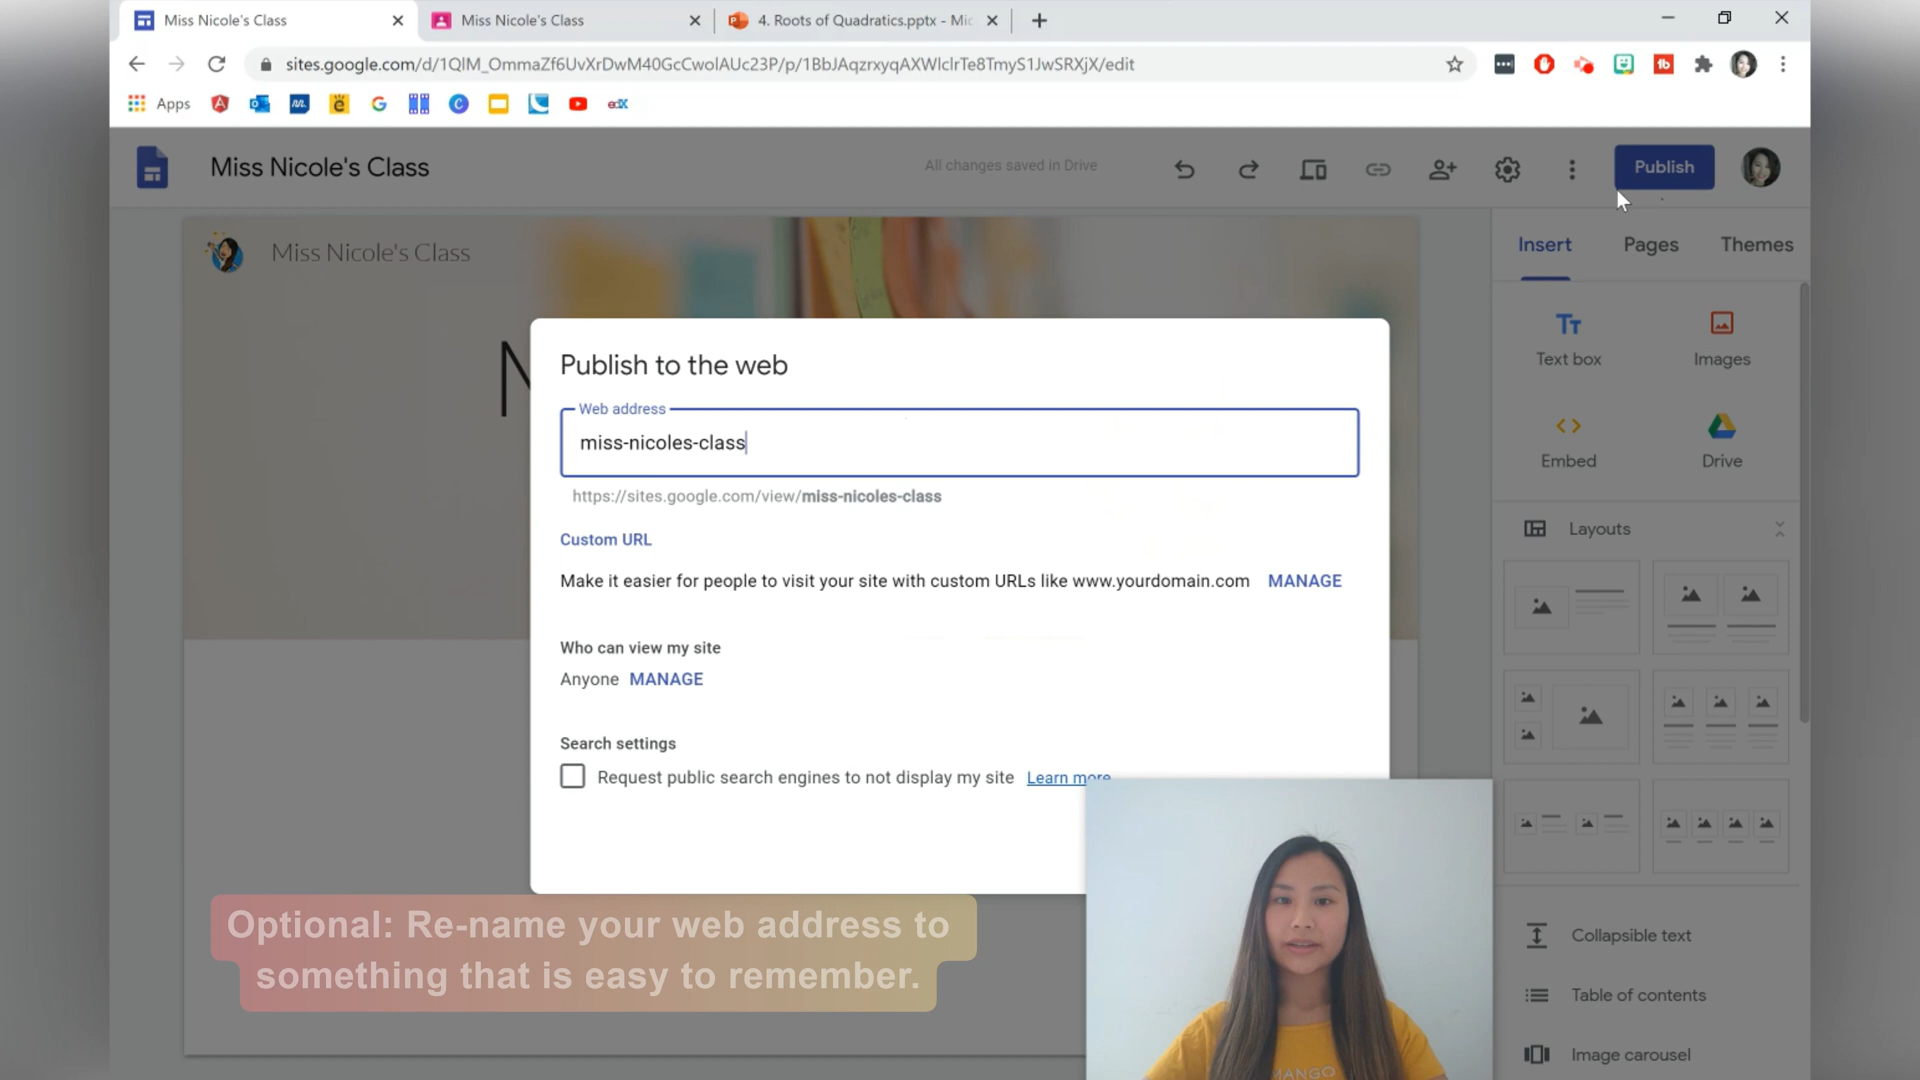 Miss Nicole's Class
Miss Nicole's Class
4. Roots of Quadratics.pptx - Mic
sites.google.com/d/1QIM_OmmaZf6UvXrDwM40GcCwolAUc23P/p/1BbJAqzrxyqAXWlcIrTe8TmyS1JwSRXjX/edit
Apps
edX
Miss Nicole's Class
All changes saved in Drive
Publish
Insert
Pages
Themes
Miss Nicole's Class
Text box
Images
Embed
Drive
Layouts
Publish to the web
Web address
miss-nicoles-class
https://sites.google.com/view/miss-nicoles-class
Custom URL
Make it easier for people to visit your site with custom URLs like www.yourdomain.com MANAGE
Who can view my site
Anyone MANAGE
Search settings
Request public search engines to not display my site Learn more
Optional: Re-name your web address to
something that is easy to remember.
Collapsible text
Table of contents
Image carousel
MANGO